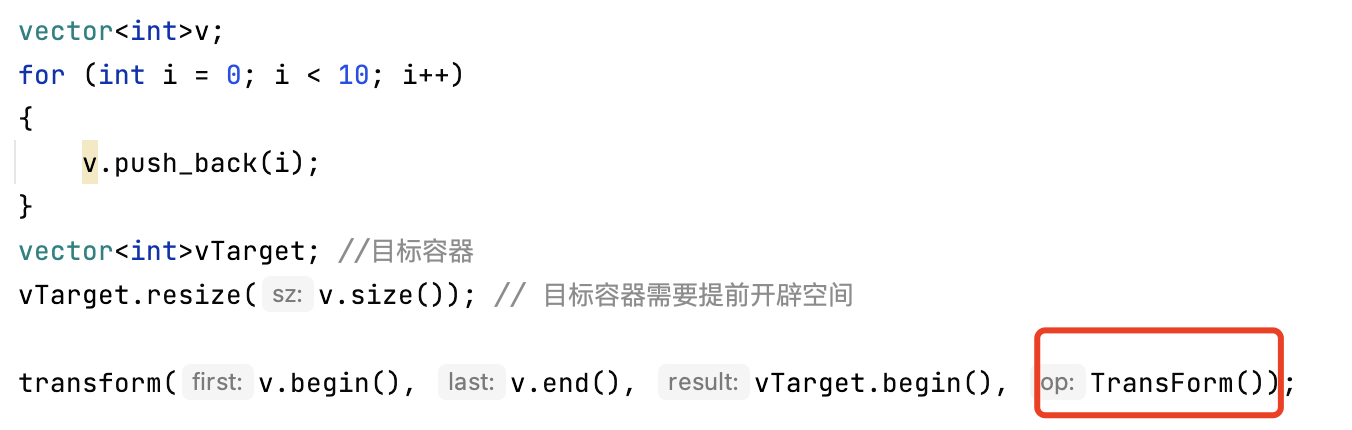 vector<int>v;
for (int i = 0; i < 10; i++)
{
    v.push_back(i);
}
vector<int>vTarget; //目标容器
vTarget.resize( sz: v.size()); // 目标容器需要提前开辟空间
transform( first: v.begin(), last: v.end(), result: vTarget.begin(), op: TransForm());